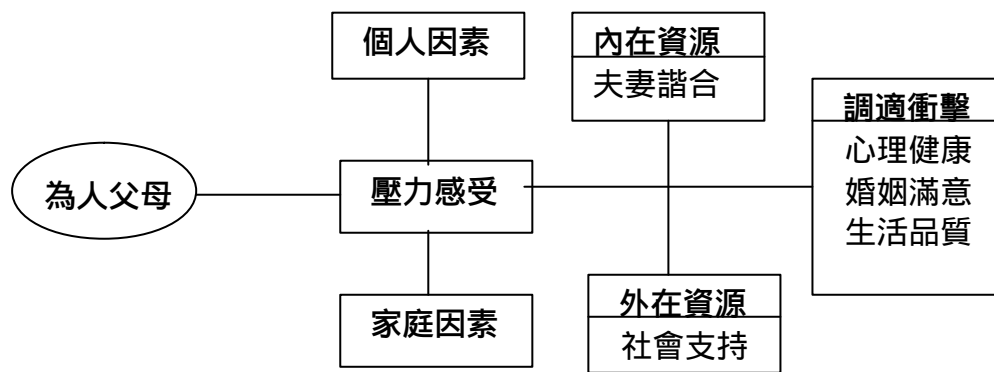 個人因素
內在資源
夫妻諧合
調適衝擊
心理健康
婚姻滿意
生活品質
為人父母
壓力感受
外在資源
社會支持
家庭因素